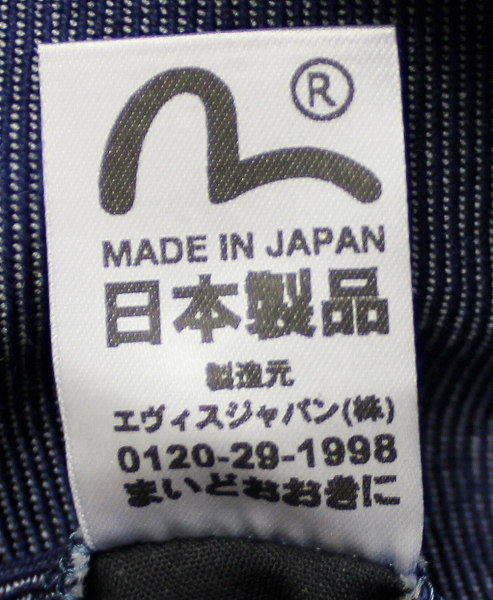 ®
MADE IN JAPAN
日本製品
製造元
エヴィスジャパン(株)
0120-29-1998
まいどおおきに